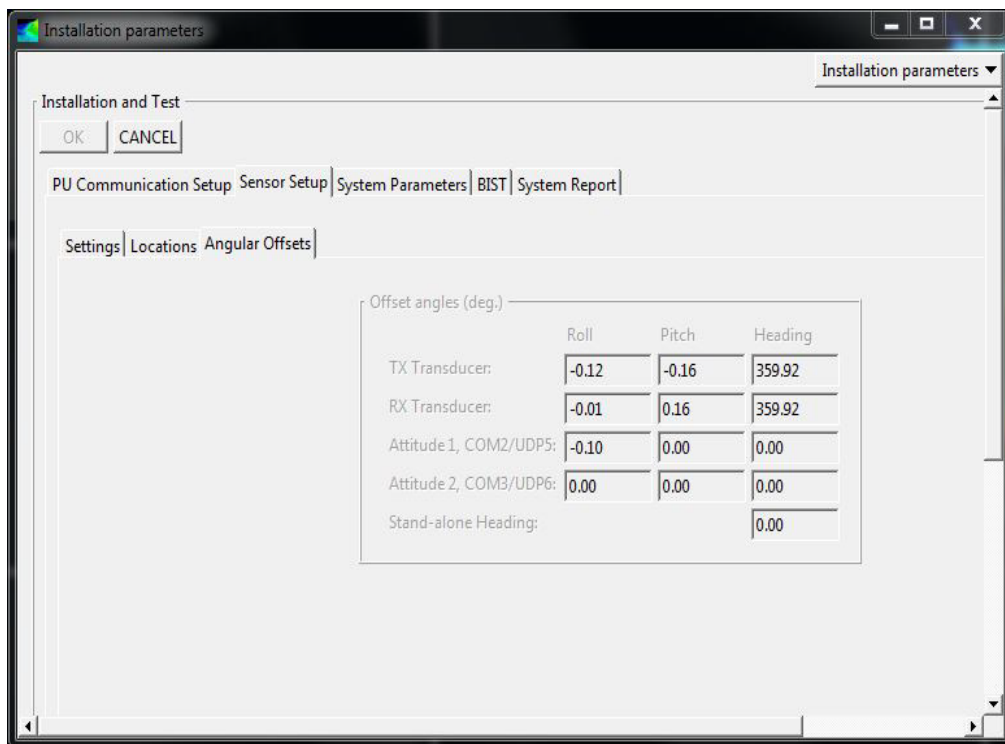 Installation parameters
Installation parameters
Installation and Test
OK CANCEL
PU Communication Setup Sensor Setup System Parameters BIST System Report
Settings Locations Angular Offsets
Offset angles (deg.)
Roll Pitch Heading
TX Transducer: -0.12 -0.16 359.92
RX Transducer: -0.01 0.16 359.92
Attitude 1, COM2/UDP5: -0.10 0.00 0.00
Attitude 2, COM3/UDP6: 0.00 0.00 0.00
Stand-alone Heading: 0.00